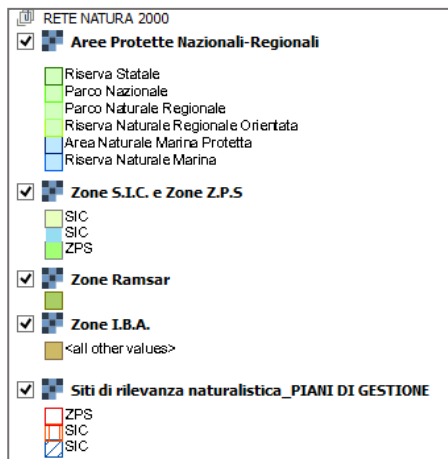 RETE NATURA 2000
Aree Protette Nazionali-Regionali
Riserva Statale
Parco Nazionale
Parco Naturale Regionale
Riserva Naturale Regionale Orientata
Area Naturale Marina Protetta
Riserva Naturale Marina
Zone S.I.C. e Zone Z.P.S
SIC
SIC
ZPS
Zone Ramsar
Zone I.B.A.
<all other values>
Siti di rilevanza naturalistica_PIANI DI GESTIONE
ZPS
SIC
SIC